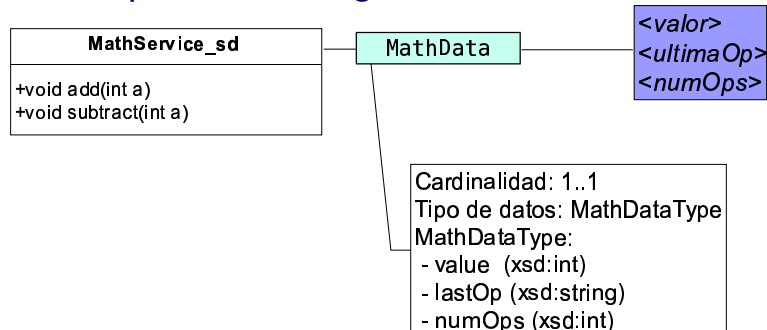 MathService_sd
+void add(int a)
+void subtract(int a)
MathData
<valor>
<ultimaOp>
<numOps>
Cardinalidad: 1..1
Tipo de datos: MathDataType
MathDataType:
- value (xsd:int)
- lastOp (xsd:string)
- numOps (xsd:int)